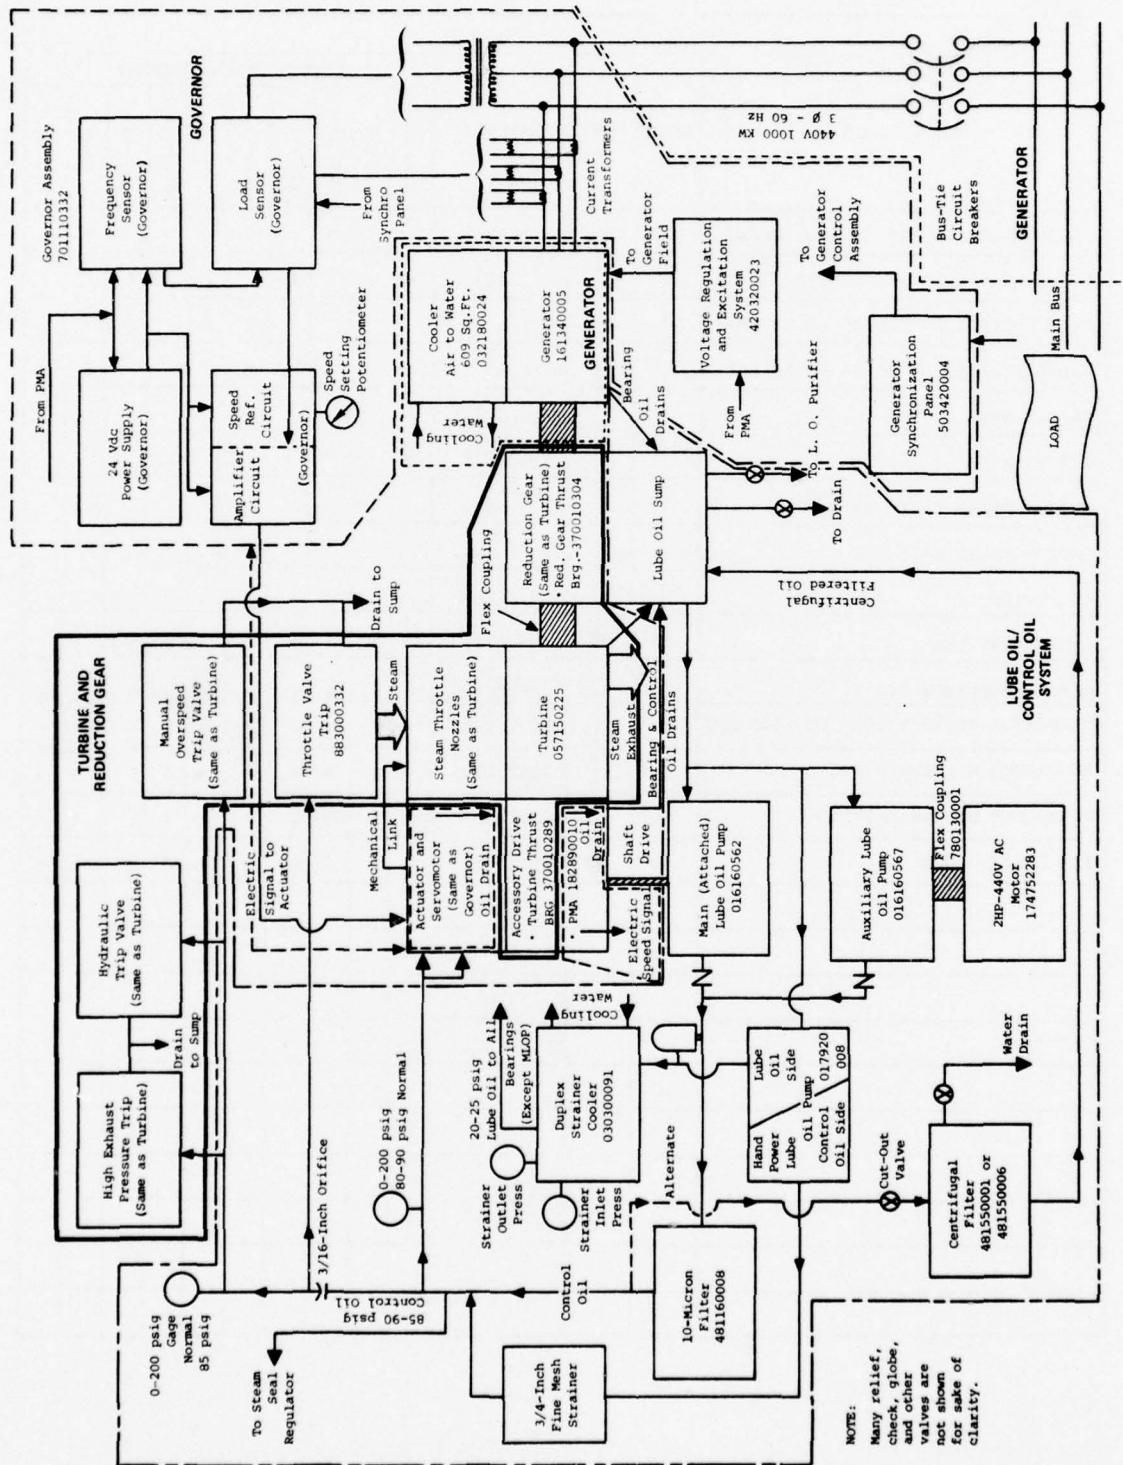 TURBINE AND
REDUCTION GEAR
High Exhaust
Pressure Trip
(Same as Turbine)
Hydraulic
Trip Valve
(Same as Turbine)
Drain
to Sump
Manual
Overspeed
Trip Valve
(Same as Turbine)
Throttle Valve
Trip
883000332
Drain to
Sump
Steam
Electric
Signal to
Actuator
Mechanical
Link
0-200 psig
Gage
Normal
85 psig
To Steam
Seal
Regulator
3/16-Inch Orifice
85-90 psig
Control Oil
0-200 psig
80-90 psig Normal
Actuator and
Servomotor
(Same as
Governor)
Oil Drain
Steam Throttle
Nozzles
(Same as Turbine)
Turbine
057150225
Accessory Drive
• Turbine Thrust
BRG 370010289
• PMA 182890010
Oil
Drain
Electric
Speed Signal
Shaft
Drive
Steam
Exhaust
Bearing & Control
Oil Drains
Flex Coupling
Reduction Gear
(Same as Turbine)
• Red. Gear Thrust
Brg.-370010304
From PMA
24 Vdc
Power Supply
(Governor)
Frequency
Sensor
(Governor)
Governor Assembly
701110332
GOVERNOR
Amplifier
Circuit
Speed
Ref.
Circuit
(Governor)
Speed
Setting
Potentiometer
Load
Sensor
(Governor)
From
Synchro
Panel
Current
Transformers
440V 1000 KW
3 Ø - 60 Hz
Cooling
Water
Cooler
Air to Water
609 Sq.Ft.
032180024
Generator
161340005
GENERATOR
Bearing
Oil
Drains
To
Generator
Field
Voltage Regulation
and Excitation
System
420320023
From
PMA
To
Generator
Control
Assembly
Generator
Synchronization
Panel
503420004
Bus-Tie
Circuit
Breakers
GENERATOR
Main Bus
LOAD
Lube Oil Sump
To L. O. Purifier
To Drain
Centrifugal
Filtered Oil
LUBE OIL/
CONTROL OIL
SYSTEM
Main (Attached)
Lube Oil Pump
016160562
Auxiliary Lube
Oil Pump
016160567
Flex Coupling
780130001
2HP-440V AC
Motor
174752283
20-25 psig
Lube Oil to All
Bearings
(Except MLOP)
Cooling
Water
Strainer
Outlet
Press
Duplex
Strainer
Cooler
030300091
Strainer
Inlet
Press
Alternate
Control
Oil
Hand
Power
Lube
Oil Pump
Lube
Oil
Side
017920
008
Control
Oil Side
10-Micron
Filter
481160008
3/4-Inch
Fine Mesh
Strainer
Cut-Out
Valve
Centrifugal
Filter
481550001 or
481550006
Water
Drain
NOTE:
Many relief,
check, globe,
and other
valves are
not shown
for sake of
clarity.